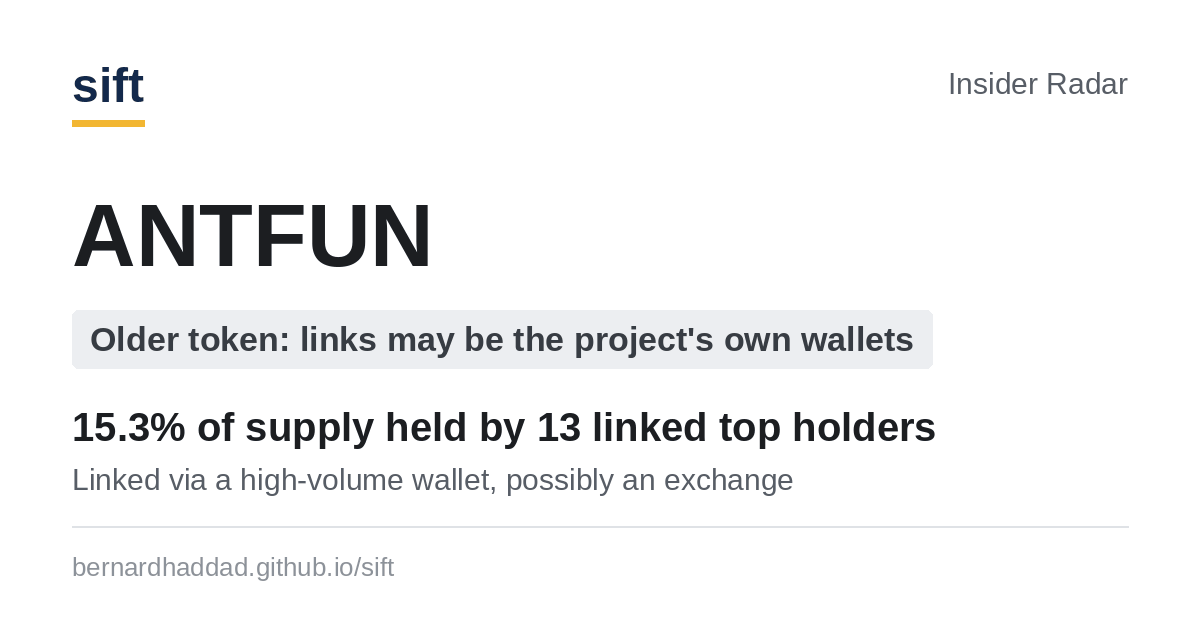 sift
Insider Radar
ANTFUN
Older token: links may be the project's own wallets
15.3% of supply held by 13 linked top holders
Linked via a high-volume wallet, possibly an exchange
bernardhaddad.github.io/sift